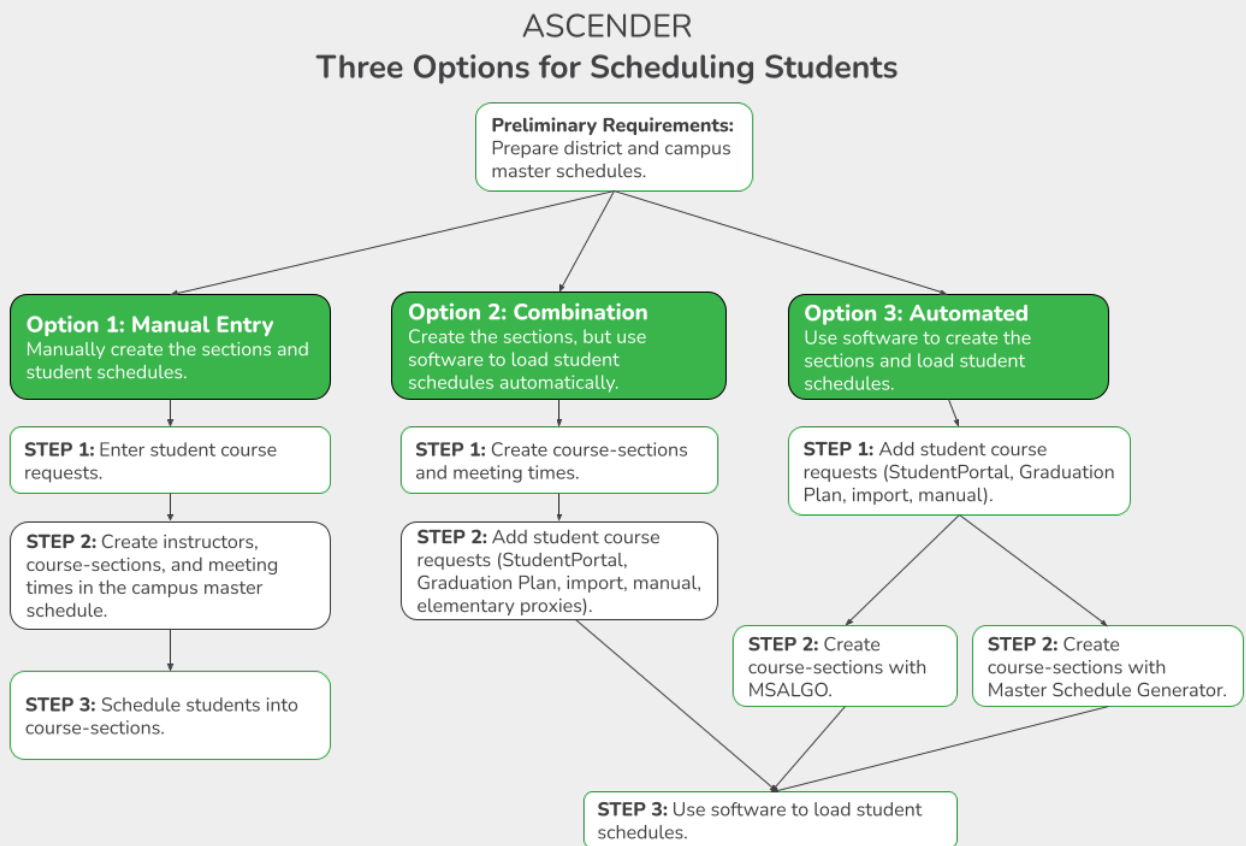 ASCENDER
Three Options for Scheduling Students
Preliminary Requirements:
Prepare district and campus
master schedules.
Option 1: Manual Entry
Manually create the sections and
student schedules.
STEP 1: Enter student course
requests.
STEP 2: Create instructors,
course-sections, and meeting
times in the campus master
schedule.
STEP 3: Schedule students into
course-sections.
Option 2: Combination
Create the sections, but use
software to load student
schedules automatically.
STEP 1: Create course-sections
and meeting times.
STEP 2: Add student course
requests (StudentPortal,
Graduation Plan, import, manual,
elementary proxies).
Option 3: Automated
Use software to create the
sections and load student
schedules.
STEP 1: Add student course
requests (StudentPortal, Graduation
Plan, import, manual).
STEP 2: Create
course-sections with
MSALGO.
STEP 2: Create
course-sections with
Master Schedule Generator.
STEP 3: Use software to load student
schedules.